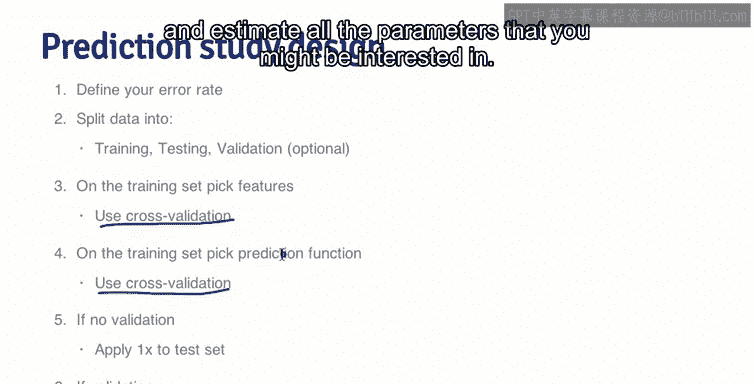 and estimate all the parameters that you
might be interested in.
Prediction study design
1. Define your error rate
2. Split data into:
· Training, Testing, Validation (optional)
3. On the training set pick features
· Use cross-validation
4. On the training set pick prediction function
· Use cross-validation
5. If no validation
· Apply 1x to test set
6. If validation